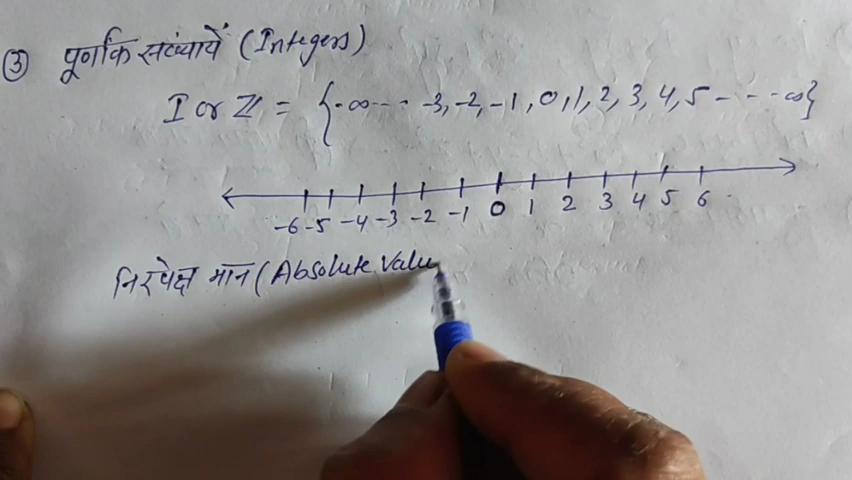 ③ पूर्णांक संख्यायें (Integers)
I or Z = {-∞--- -3,-2,-1,0,1,2,3,4,5---∞}
-6 -5 -4 -3 -2 -1 0 1 2 3 4 5 6
निरपेक्ष मान (Absolute Valu